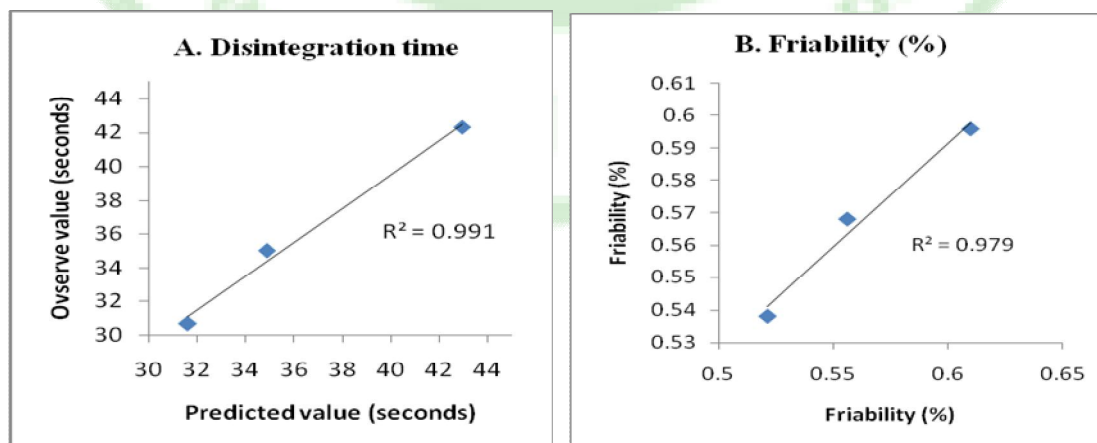 A. Disintegration time
Ovserve value (seconds)
44
42
40
38
36
34
32
30
R² = 0.991
30 32 34 36 38 40 42 44
Predicted value (seconds)
B. Friability (%)
Friability (%)
0.61
0.6
0.59
0.58
0.57
0.56
0.55
0.54
0.53
R² = 0.979
0.5 0.55 0.6 0.65
Friability (%)